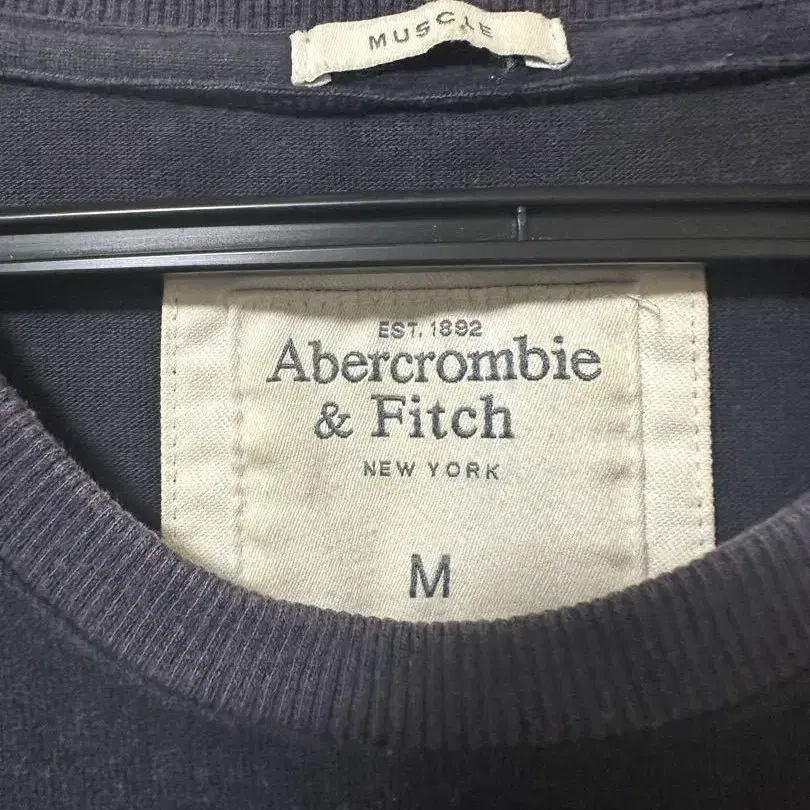 MUSCLE
EST. 1892
Abercrombie
& Fitch
NEW YORK
M